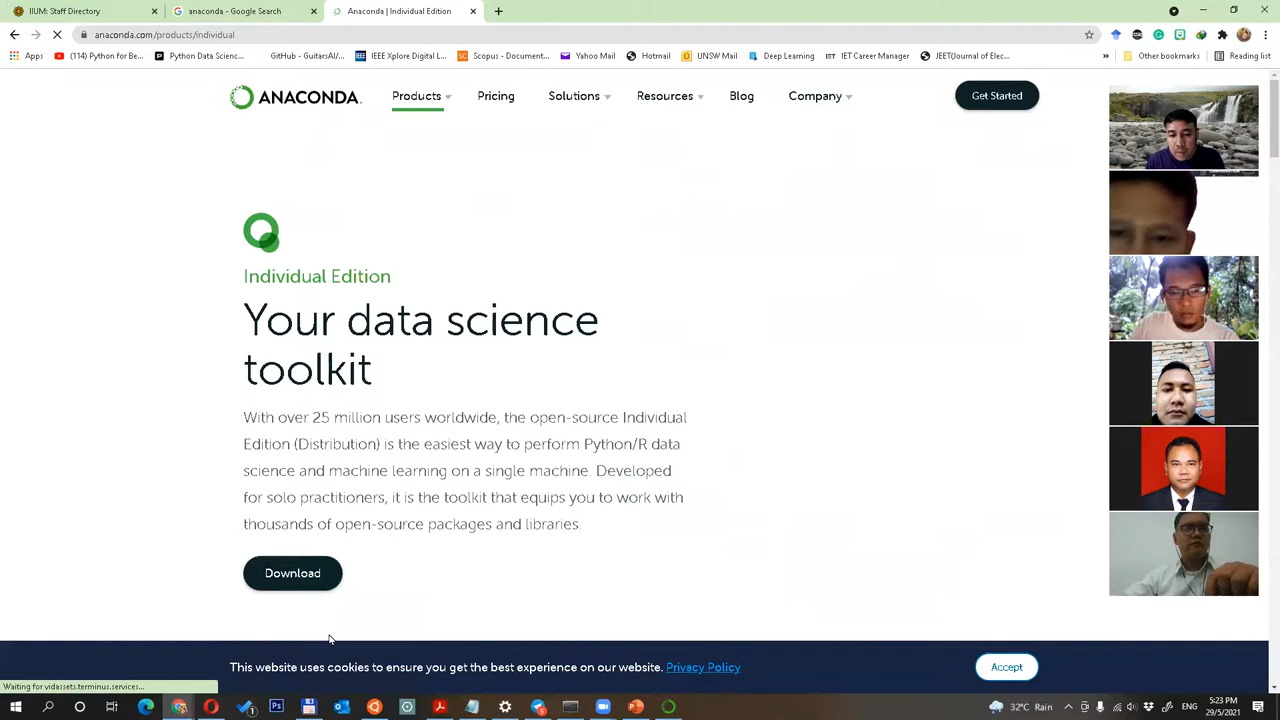 IIUM: Staff Directory
anaconda - Google Search
Anaconda | Individual Edition
anaconda.com/products/individual
Apps
(114) Python for Be...
Python Data Scienc...
GitHub - GuitarsAI/...
IEEE Xplore Digital L...
Scopus - Document...
Yahoo Mail
Hotmail
UNSW Mail
Deep Learning
IET Career Manager
JEET(Journal of Elec...
»
Other bookmarks
Reading list
ANACONDA.
Products
Pricing
Solutions
Resources
Blog
Company
Get Started
Individual Edition
Your data science
toolkit
With over 25 million users worldwide, the open-source Individual
Edition (Distribution) is the easiest way to perform Python/R data
science and machine learning on a single machine. Developed
for solo practitioners, it is the toolkit that equips you to work with
thousands of open-source packages and libraries.
Download
This website uses cookies to ensure you get the best experience on our website. Privacy Policy
Accept
Waiting for vidassets.terminus.services...
32°C Rain
5:23 PM
29/5/2021